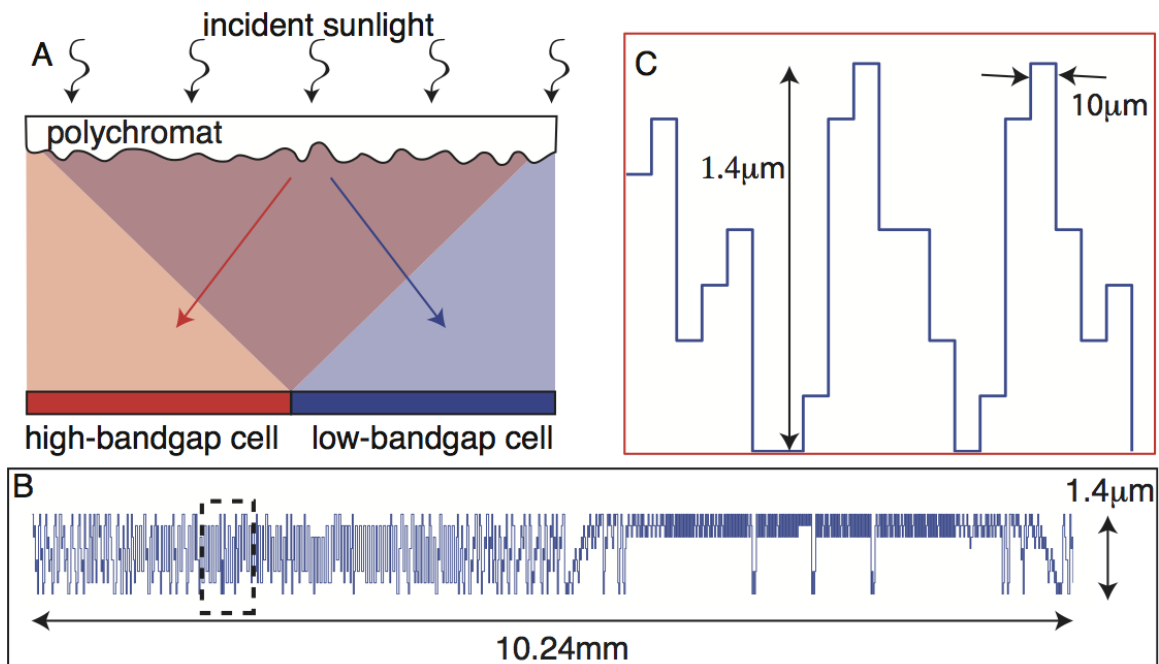 incident sunlight
A
polychromat
high-bandgap cell
low-bandgap cell
C
10μm
1.4μm
B
1.4μm
10.24mm